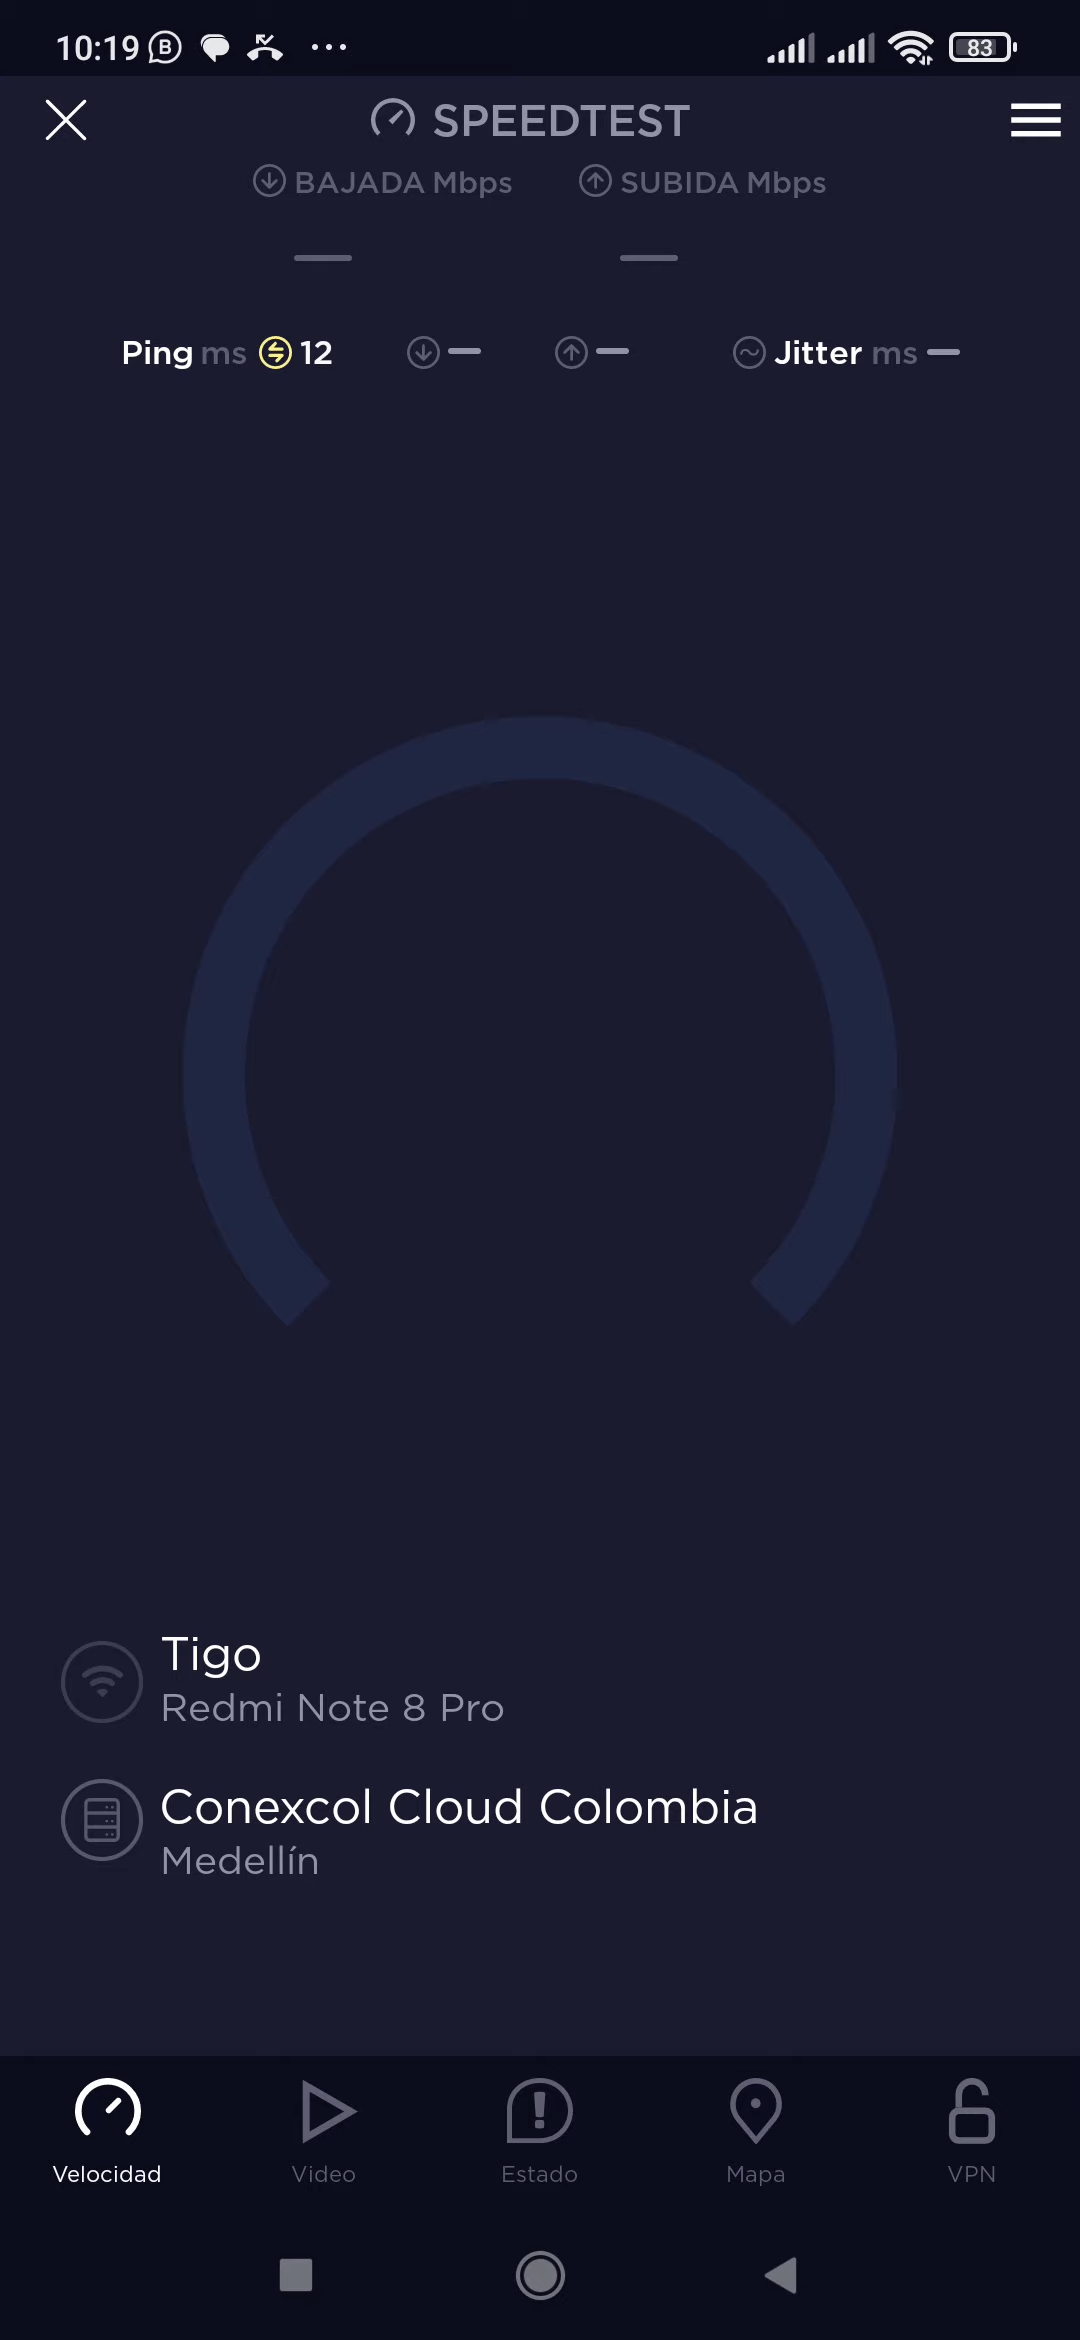 10:19 B 83
SPEEDTEST
BAJADA Mbps SUBIDA Mbps
— —
Ping ms 12 — — Jitter ms —
Tigo
Redmi Note 8 Pro
Conexcol Cloud Colombia
Medellín
Velocidad Video Estado Mapa VPN